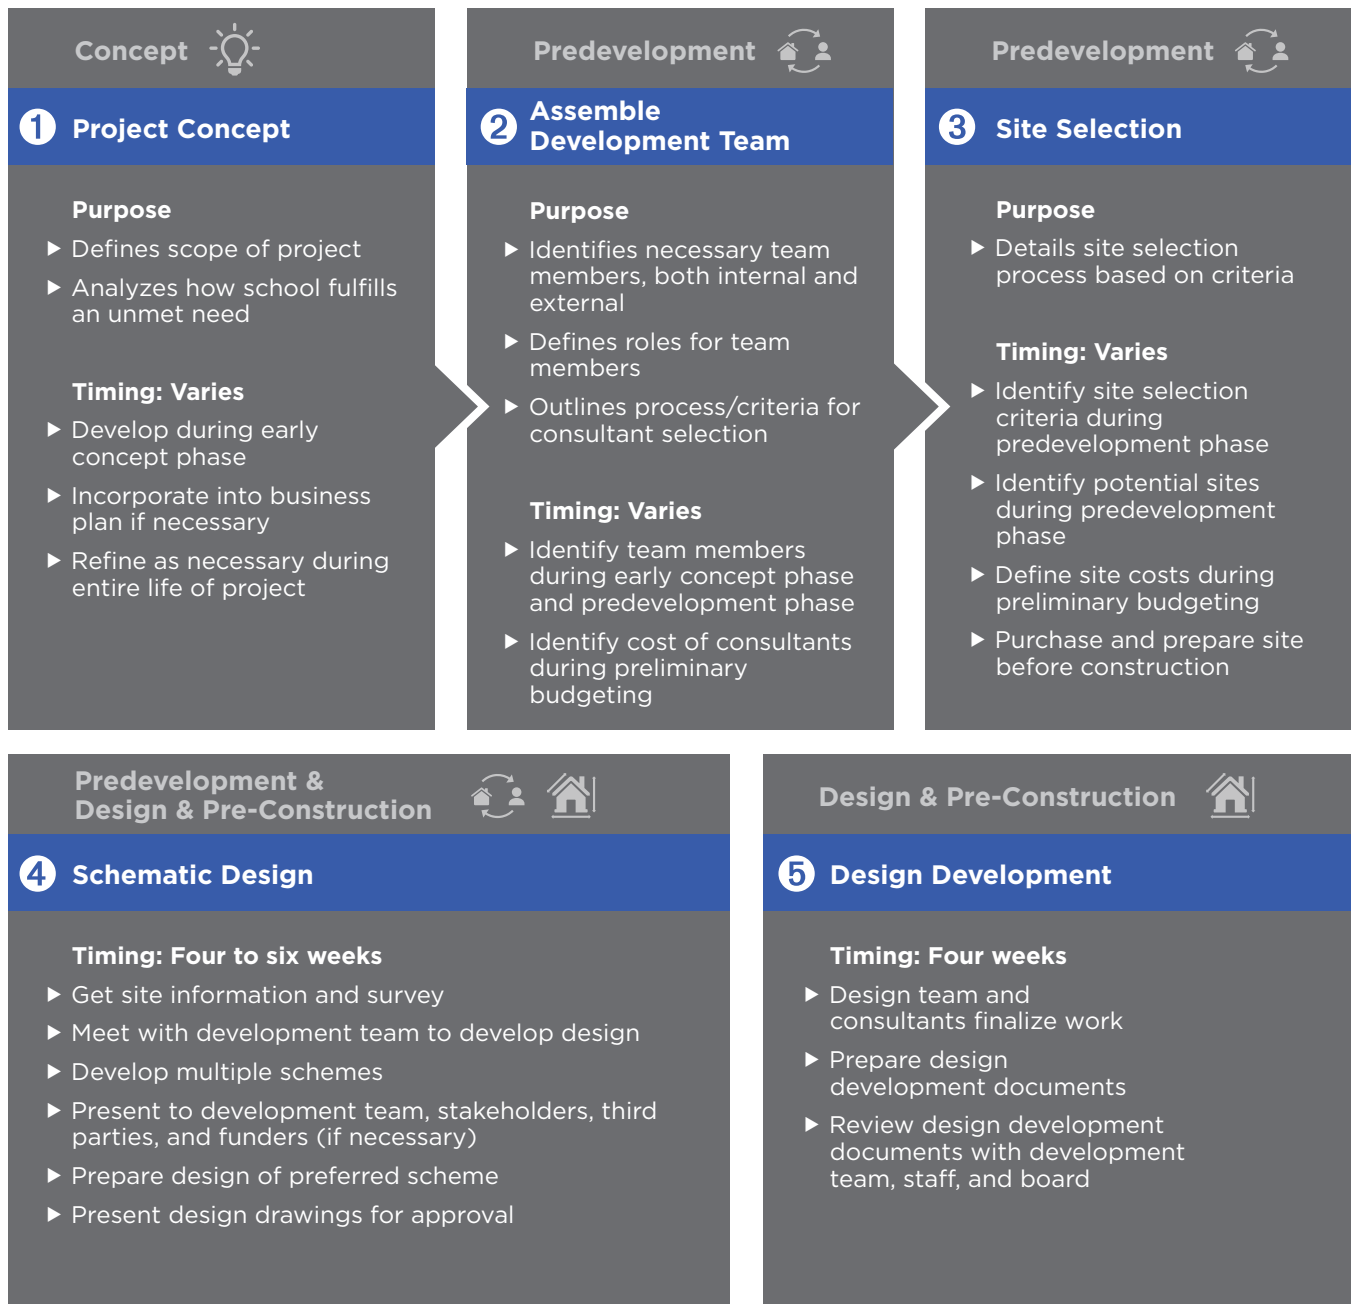 Concept
1 Project Concept
Purpose
▶ Defines scope of project
▶ Analyzes how school fulfills
an unmet need
Timing: Varies
▶ Develop during early
concept phase
▶ Incorporate into business
plan if necessary
▶ Refine as necessary during
entire life of project
Predevelopment
2 Assemble
Development Team
Purpose
▶ Identifies necessary team
members, both internal and
external
▶ Defines roles for team
members
▶ Outlines process/criteria for
consultant selection
Timing: Varies
▶ Identify team members
during early concept phase
and predevelopment phase
▶ Identify cost of consultants
during preliminary
budgeting
Predevelopment
3 Site Selection
Purpose
▶ Details site selection
process based on criteria
Timing: Varies
▶ Identify site selection
criteria during
predevelopment phase
▶ Identify potential sites
during predevelopment
phase
▶ Define site costs during
preliminary budgeting
▶ Purchase and prepare site
before construction
Predevelopment &
Design & Pre-Construction
4 Schematic Design
Timing: Four to six weeks
▶ Get site information and survey
▶ Meet with development team to develop design
▶ Develop multiple schemes
▶ Present to development team, stakeholders, third
parties, and funders (if necessary)
▶ Prepare design of preferred scheme
▶ Present design drawings for approval
Design & Pre-Construction
5 Design Development
Timing: Four weeks
▶ Design team and
consultants finalize work
▶ Prepare design
development documents
▶ Review design development
documents with development
team, staff, and board